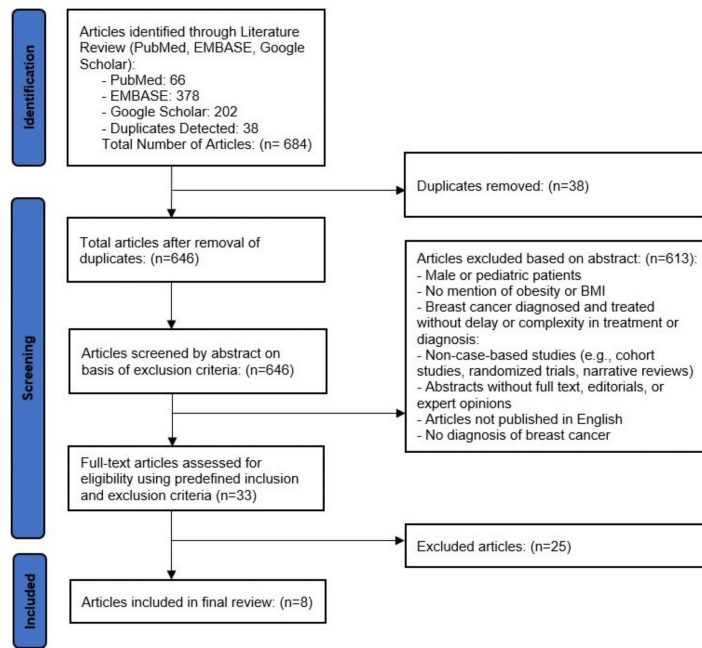 Identification
Articles identified through Literature
Review (PubMed, EMBASE, Google
Scholar):
- PubMed: 66
- EMBASE: 378
- Google Scholar: 202
- Duplicates Detected: 38
Total Number of Articles: (n= 684)
Duplicates removed: (n=38)
Screening
Total articles after removal of
duplicates: (n=646)
Articles excluded based on abstract: (n=613):
- Male or pediatric patients
- No mention of obesity or BMI
- Breast cancer diagnosed and treated
without delay or complexity in treatment or
diagnosis:
- Non-case-based studies (e.g., cohort
studies, randomized trials, narrative reviews)
- Abstracts without full text, editorials, or
expert opinions
- Articles not published in English
- No diagnosis of breast cancer
Articles screened by abstract on
basis of exclusion criteria: (n=646)
Full-text articles assessed for
eligibility using predefined inclusion
and exclusion criteria (n=33)
Excluded articles: (n=25)
Included
Articles included in final review: (n=8)